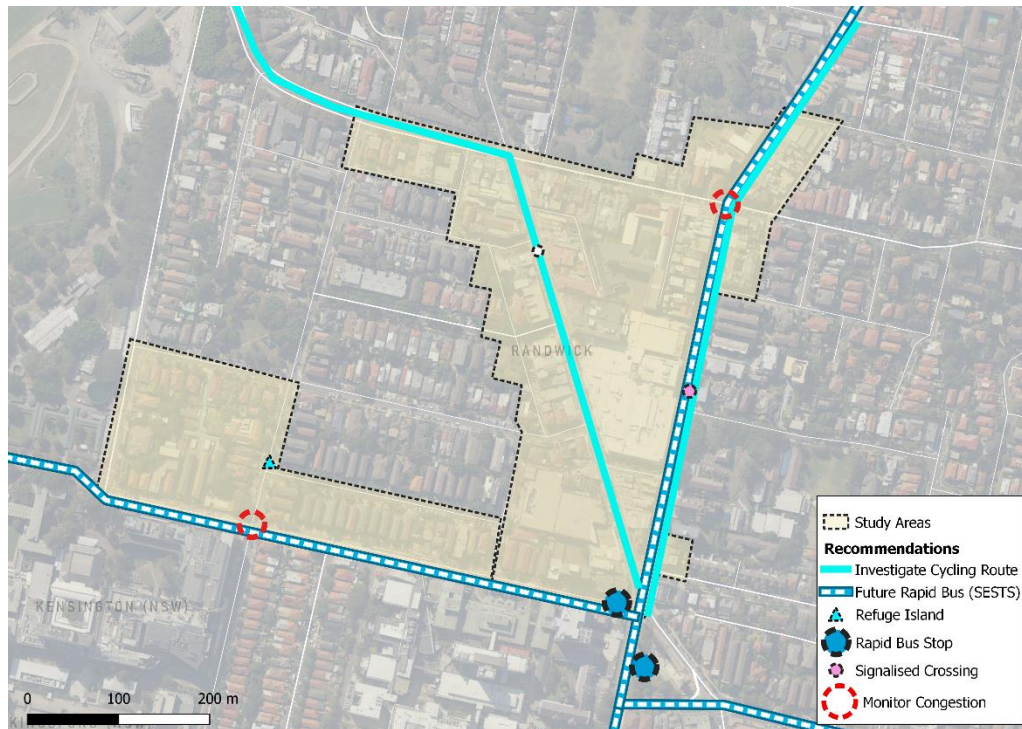 RANDWICK
KENSINGTON (NSW)
0 100 200 m
Study Areas
Recommendations
Investigate Cycling Route
Future Rapid Bus (SESTS)
Refuge Island
Rapid Bus Stop
Signalised Crossing
Monitor Congestion